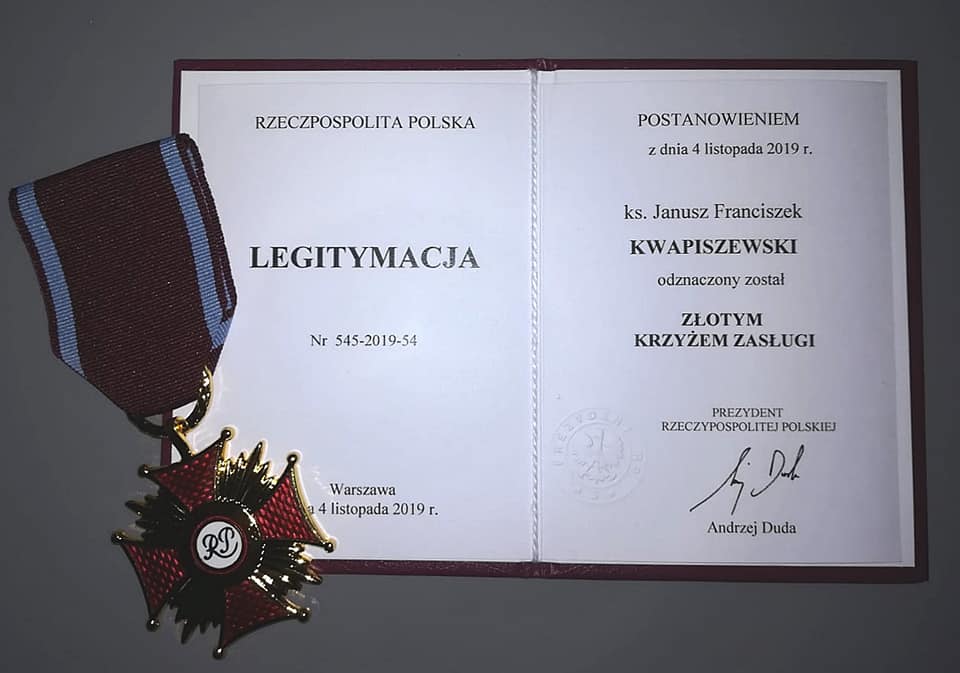 RZECZPOSPOLITA POLSKA
LEGITYMACJA
Nr 545-2019-54
Warszawa
4 listopada 2019 r.
POSTANOWIENIEM
z dnia 4 listopada 2019 r.
ks. Janusz Franciszek
KWAPISZEWSKI
odznaczony został
ZŁOTYM
KRZYŻEM ZASŁUGI
PREZYDENT
RZECZYPOSPOLITEJ POLSKIEJ
Andrzej Duda
RP